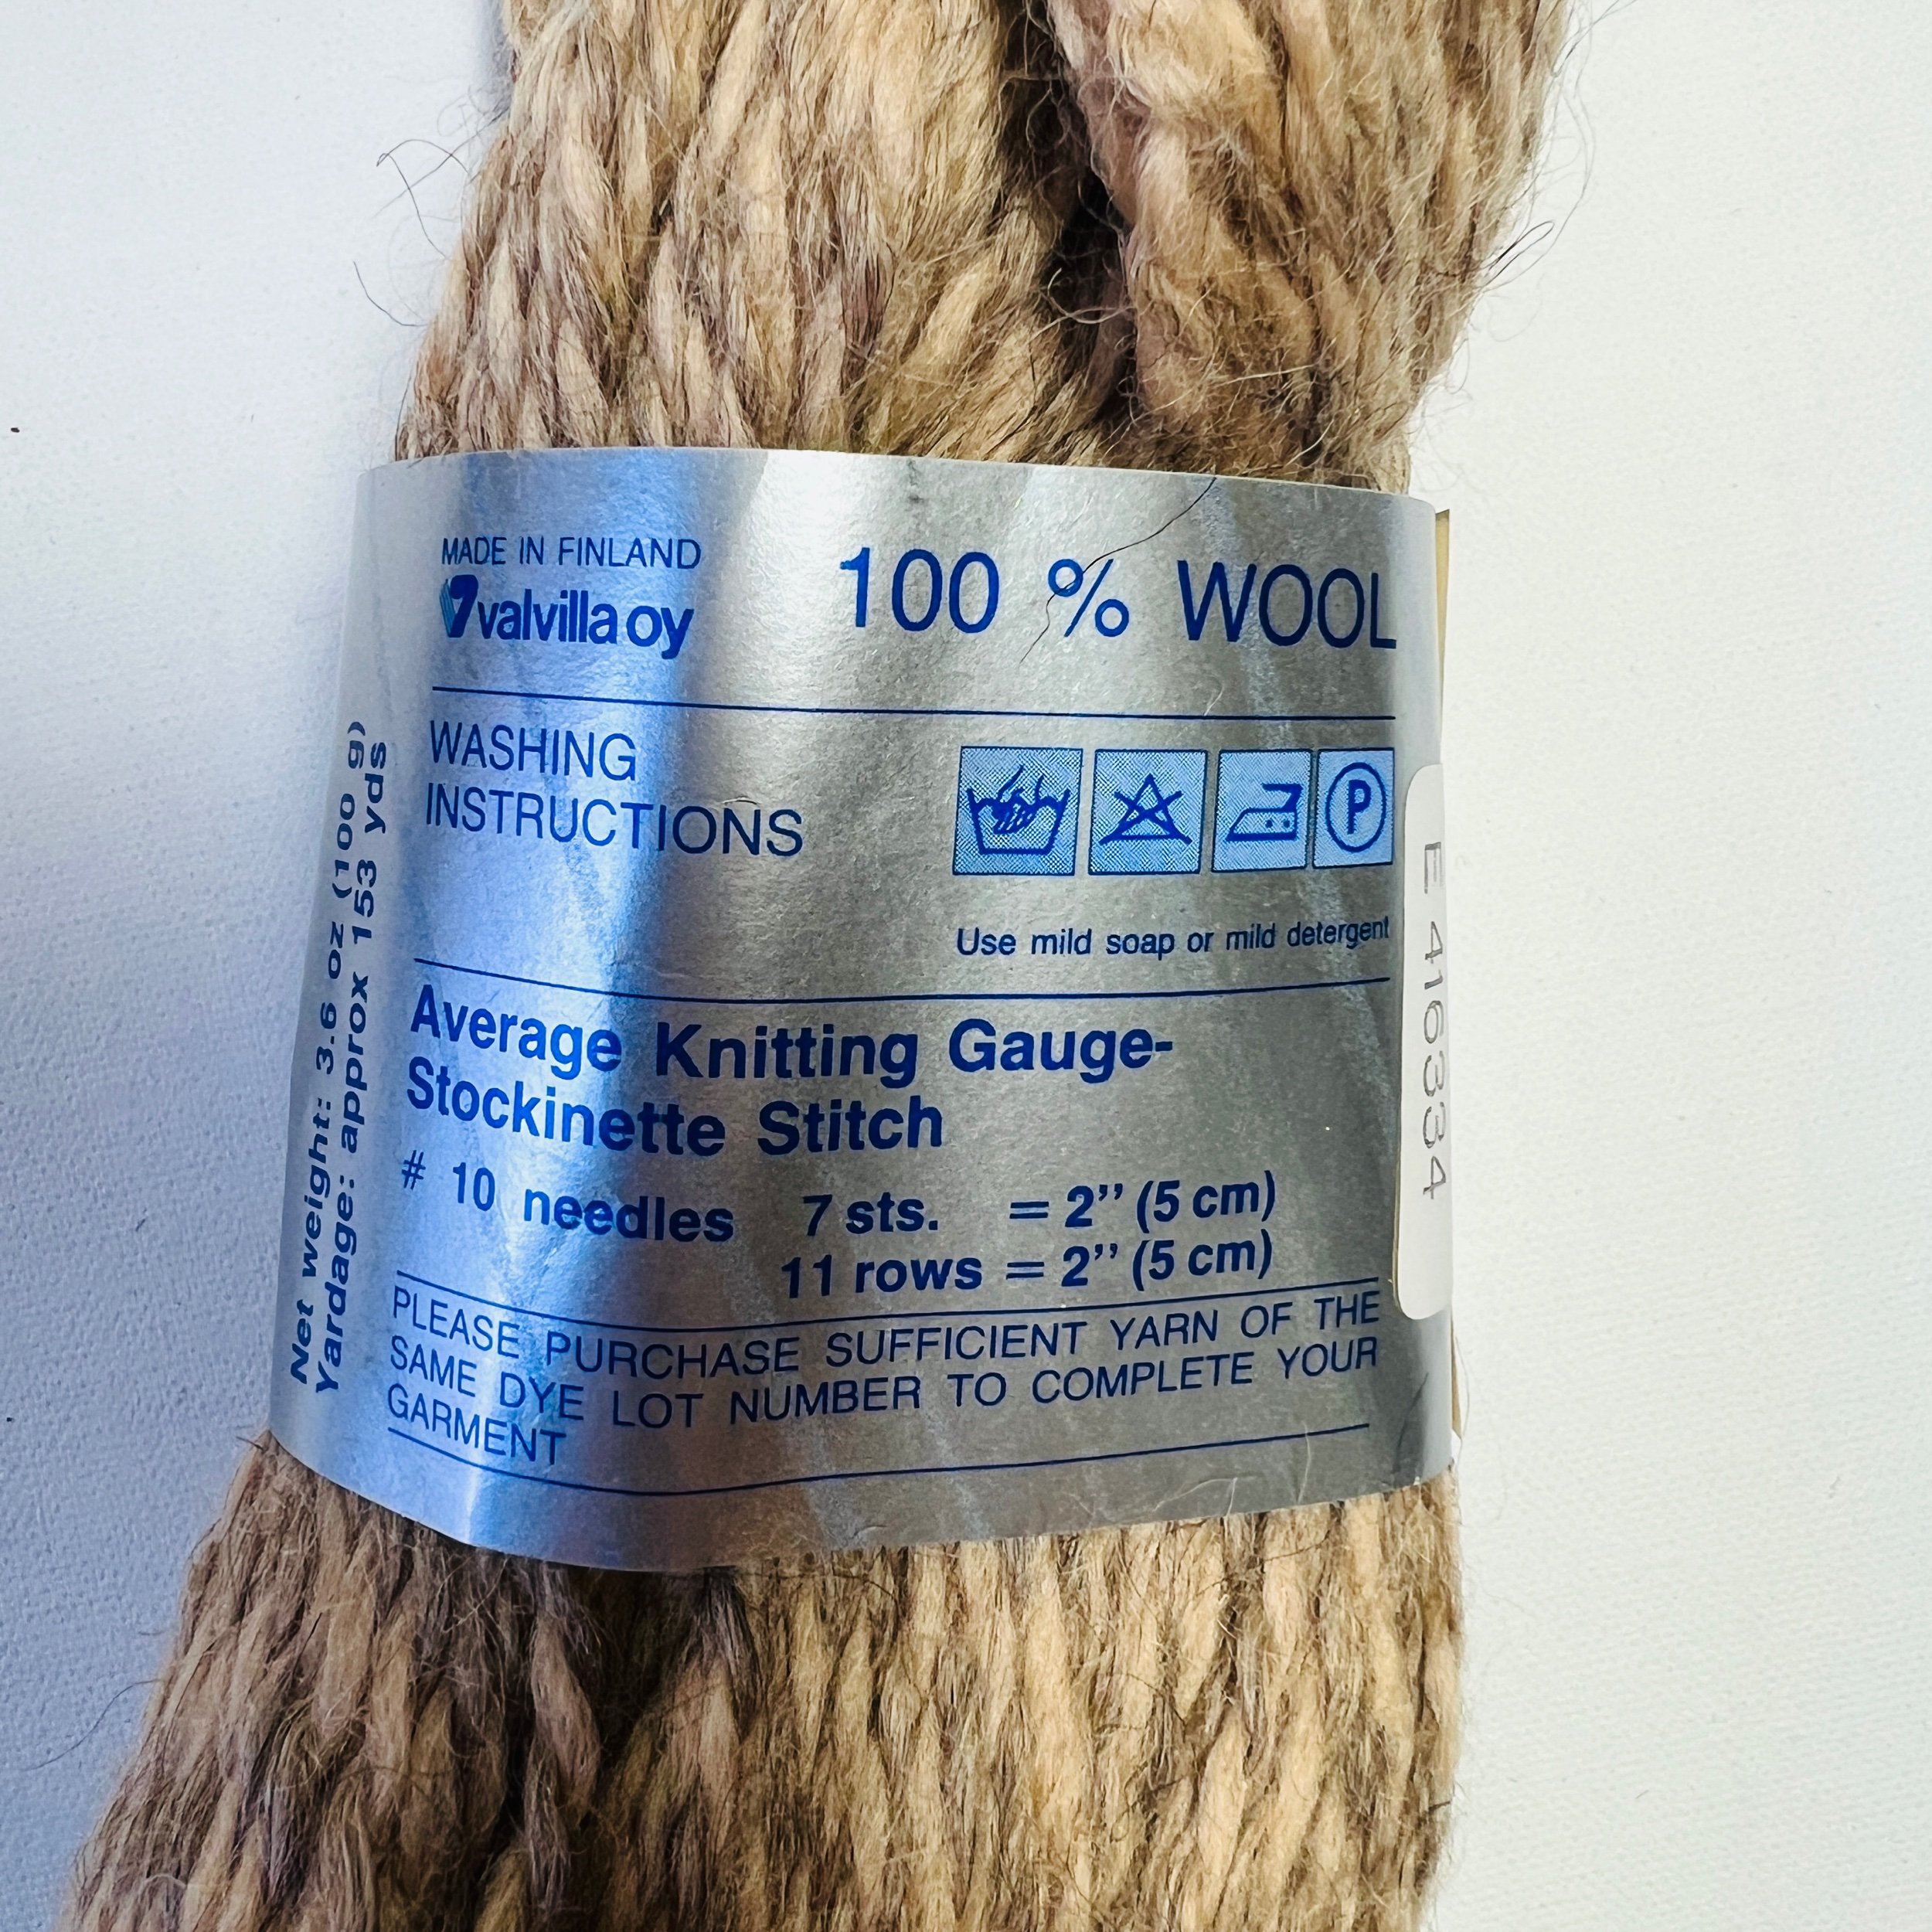 MADE IN FINLAND
valvilla oy
100 % WOOL
WASHING
INSTRUCTIONS
P
Use mild soap or mild detergent
Average Knitting Gauge-
Stockinette Stitch
# 10 needles 7 sts. = 2” (5 cm)
11 rows = 2” (5 cm)
PLEASE PURCHASE SUFFICIENT YARN OF THE
SAME DYE LOT NUMBER TO COMPLETE YOUR
GARMENT
Net weight: 3.6 oz (100 g)
Yardage: approx 153 yds
E 416334